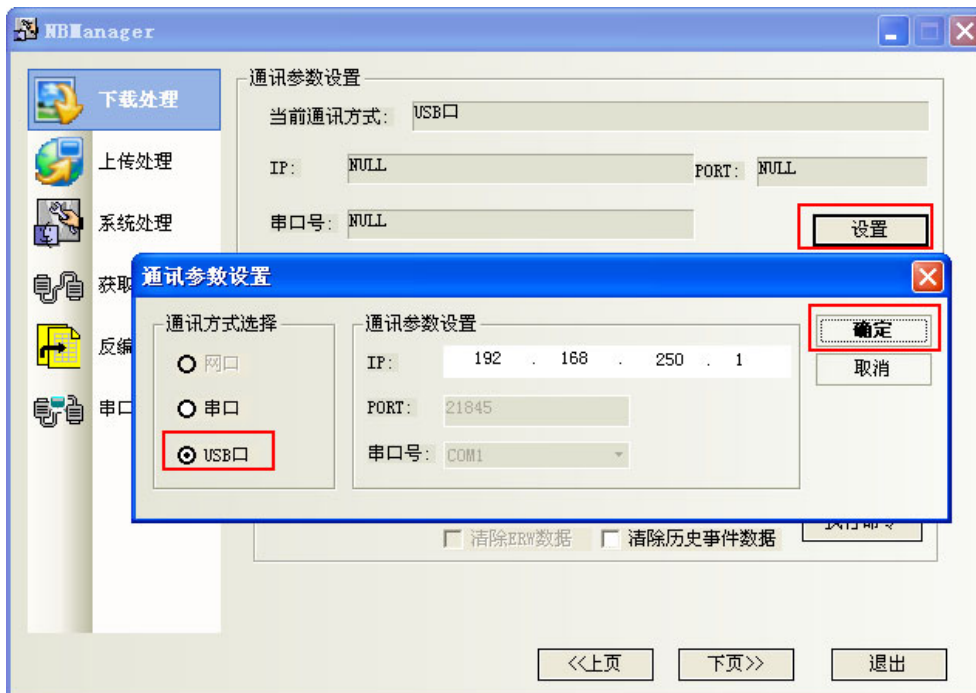 NBManager
下载处理
上传处理
系统处理
获取
反编
串口
通讯参数设置
当前通讯方式: USB口
IP: NULL PORT: NULL
串口号: NULL
设置
通讯参数设置
通讯方式选择
网口
串口
USB口
通讯参数设置
IP: 192 . 168 . 250 . 1
PORT: 21845
串口号: COM1
确定
取消
清除ERW数据 清除历史事件数据
<<上页 下页>> 退出